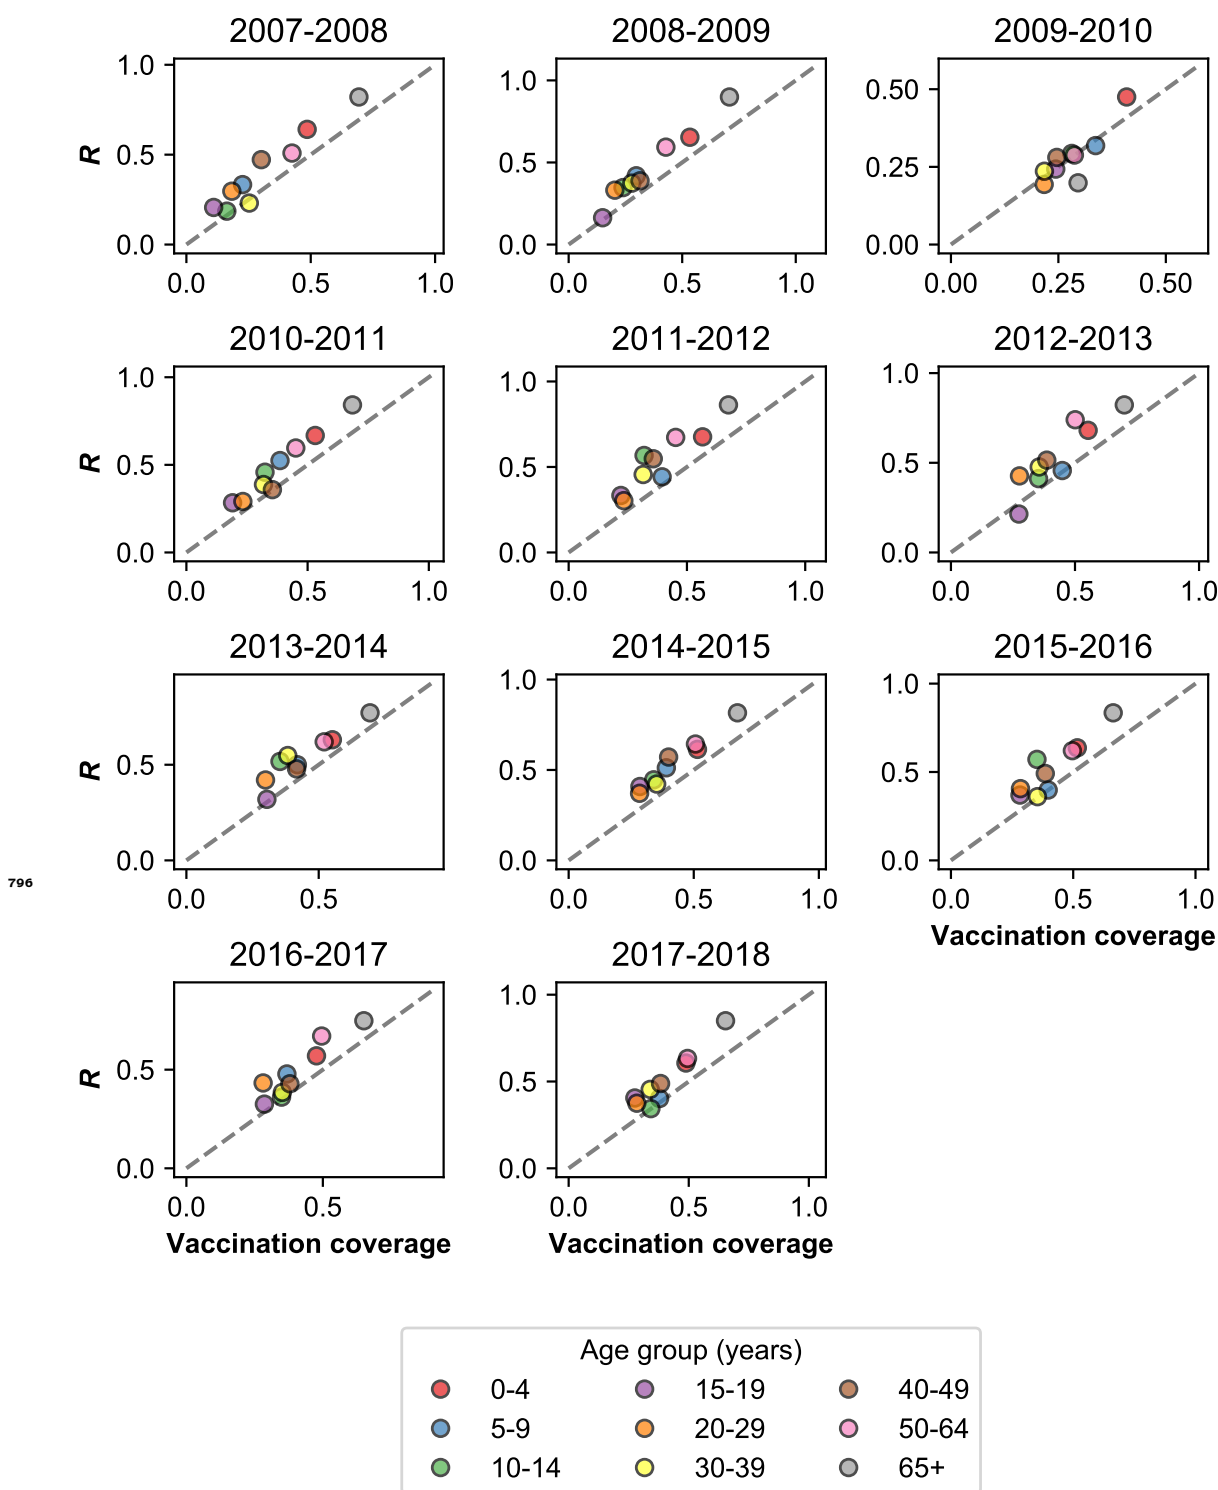 2007-2008 2008-2009 2009-2010
1.0 1.0 0.50
R 0.5 0.5 0.25
0.0 0.0 0.00
0.0 0.5 1.0 0.0 0.5 1.0 0.00 0.25 0.50
2010-2011 2011-2012 2012-2013
1.0 1.0 1.0
R 0.5 0.5 0.5
0.0 0.0 0.0
0.0 0.5 1.0 0.0 0.5 1.0 0.0 0.5 1.0
2013-2014 2014-2015 2015-2016
1.0 1.0
R 0.5 0.5 0.5
0.0 0.0 0.0
796
0.0 0.5 0.0 0.5 1.0 0.0 0.5 1.0
Vaccination coverage
2016-2017 2017-2018
1.0
R 0.5 0.5
0.0 0.0
0.0 0.5 0.0 0.5 1.0
Vaccination coverage Vaccination coverage
Age group (years)
0-4 15-19 40-49
5-9 20-29 50-64
10-14 30-39 65+